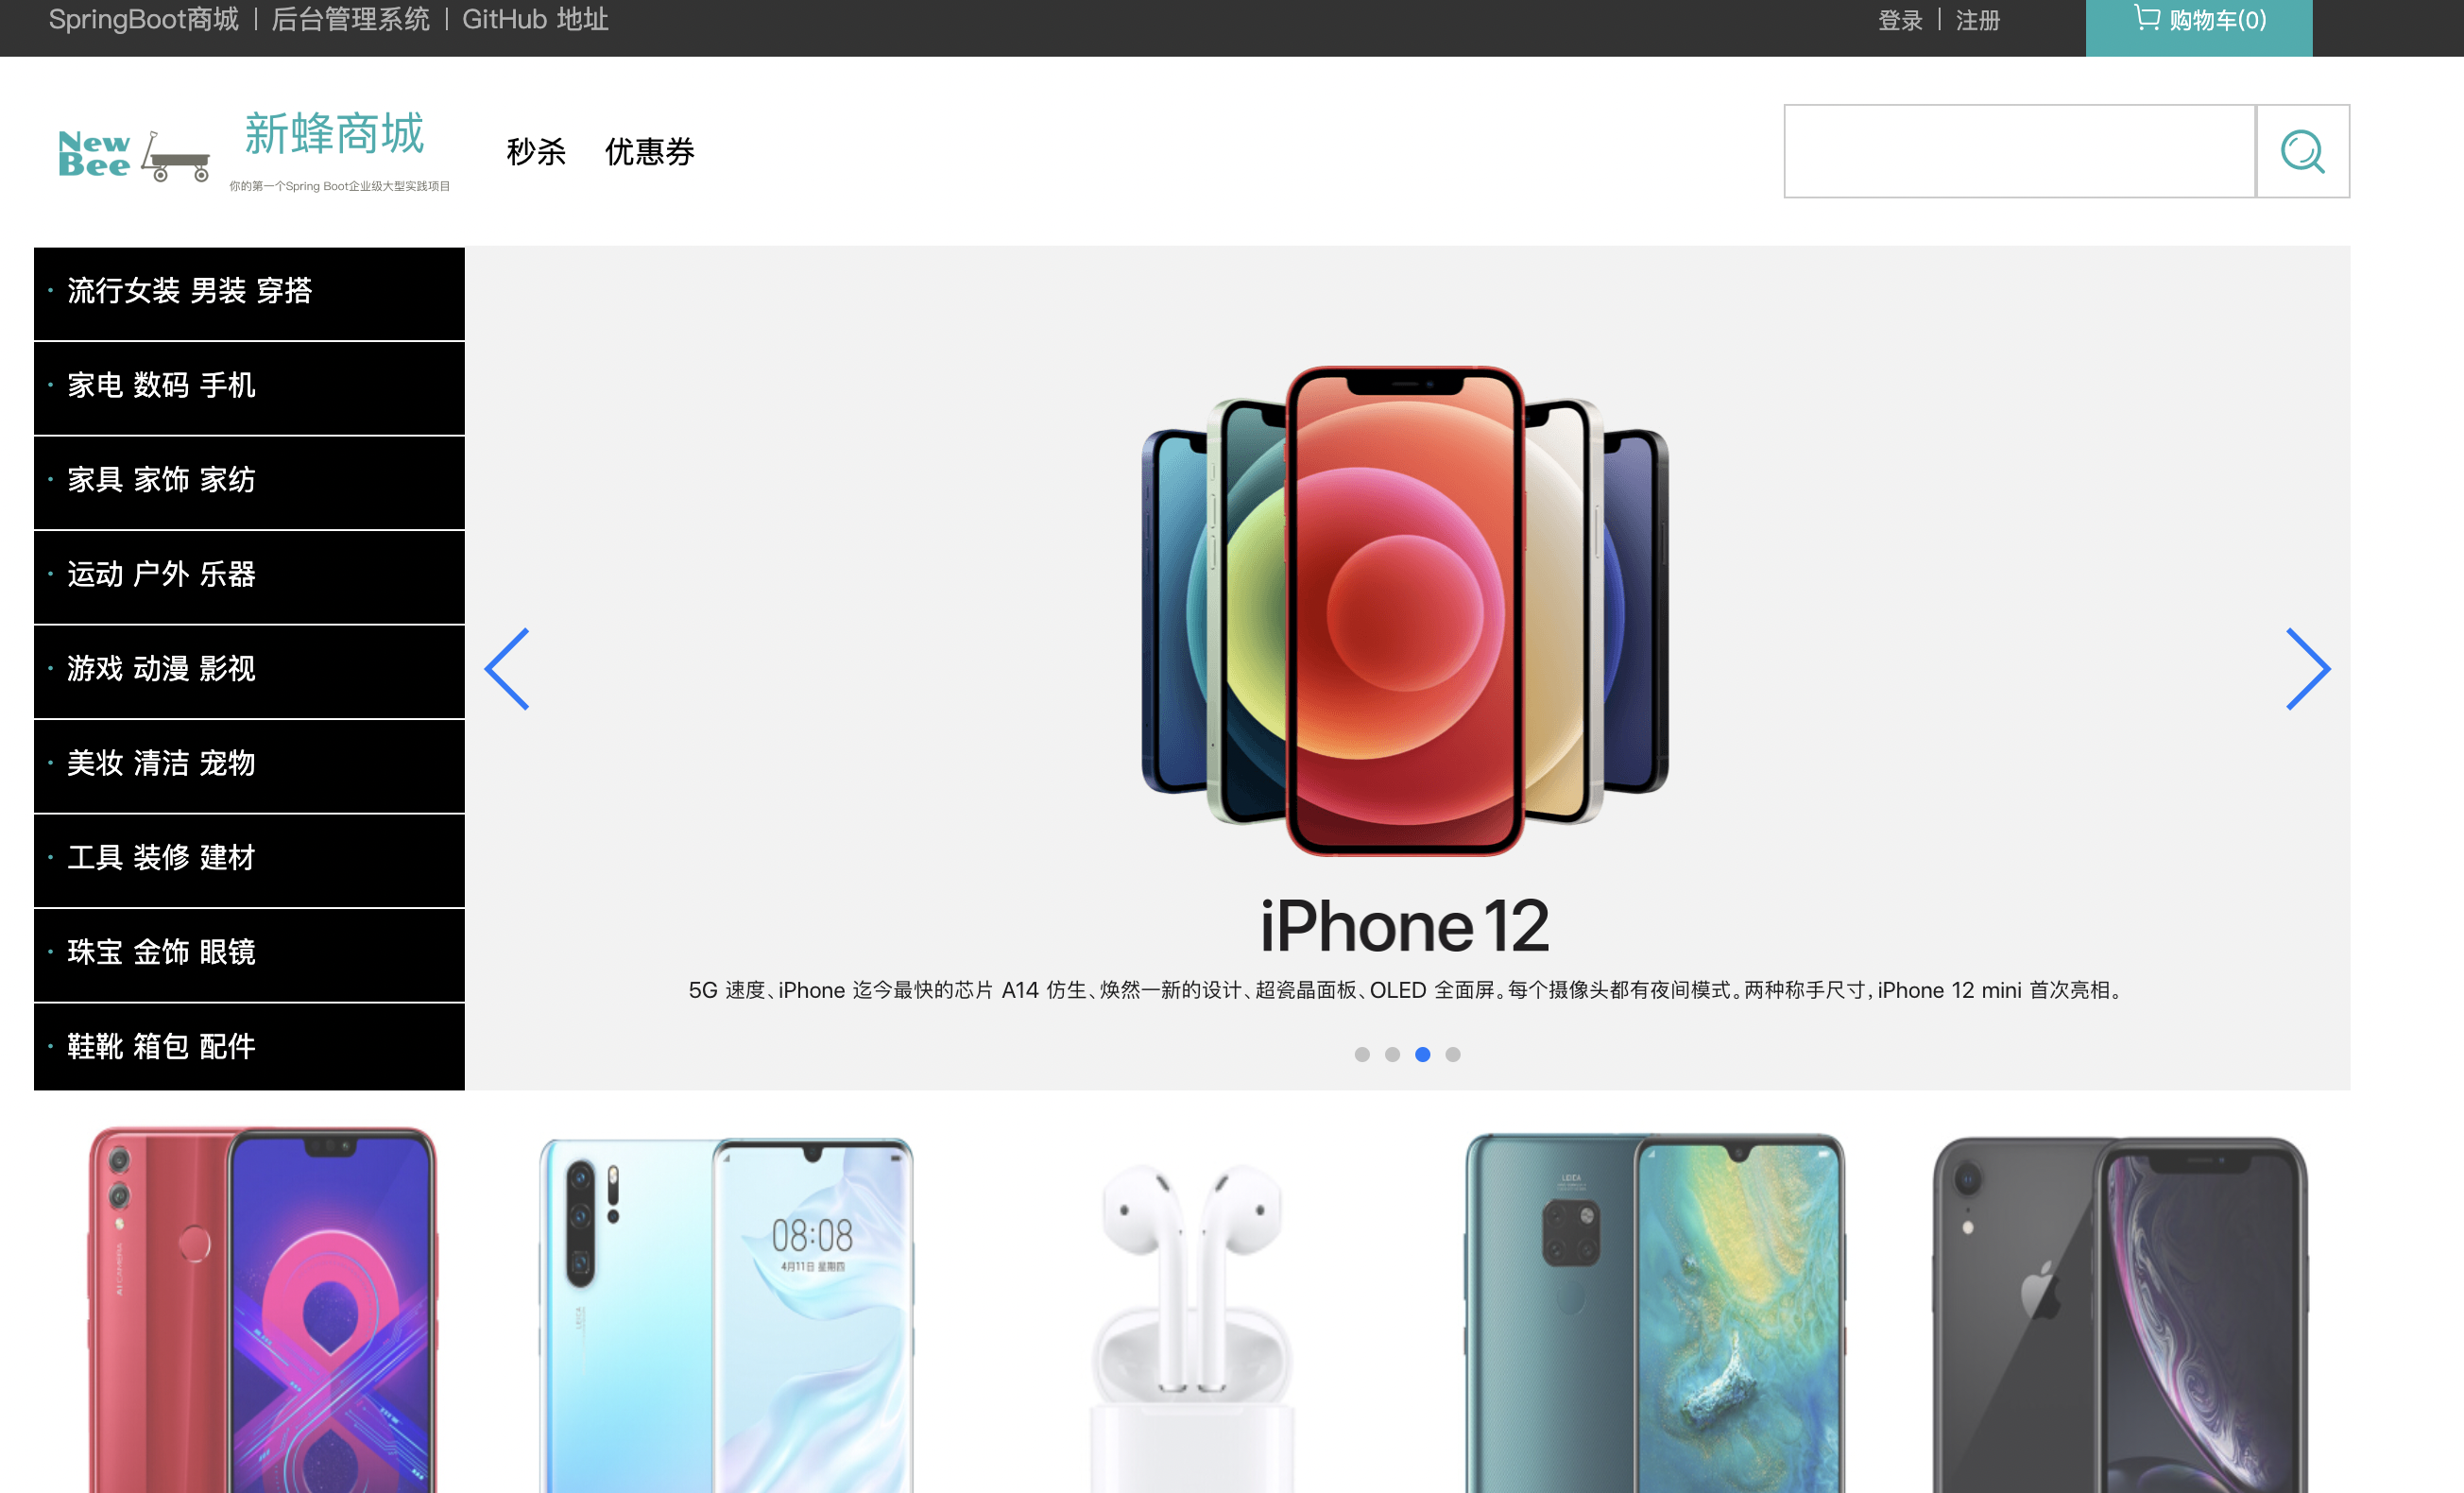 SpringBoot商城 | 后台管理系统 | GitHub 地址
登录 | 注册
购物车(0)
New Bee
新蜂商城
你的第一个Spring Boot企业级大型实践项目
秒杀 优惠券
· 流行女装 男装 穿搭
· 家电 数码 手机
· 家具 家饰 家纺
· 运动 户外 乐器
· 游戏 动漫 影视
· 美妆 清洁 宠物
· 工具 装修 建材
· 珠宝 金饰 眼镜
· 鞋靴 箱包 配件
iPhone 12
5G 速度、iPhone 迄今最快的芯片 A14 仿生、焕然一新的设计、超瓷晶面板、OLED 全面屏。每个摄像头都有夜间模式。两种称手尺寸，iPhone 12 mini 首次亮相。
AI CAMERA
LEICA
08:08
4月11日 星期四
LEICA